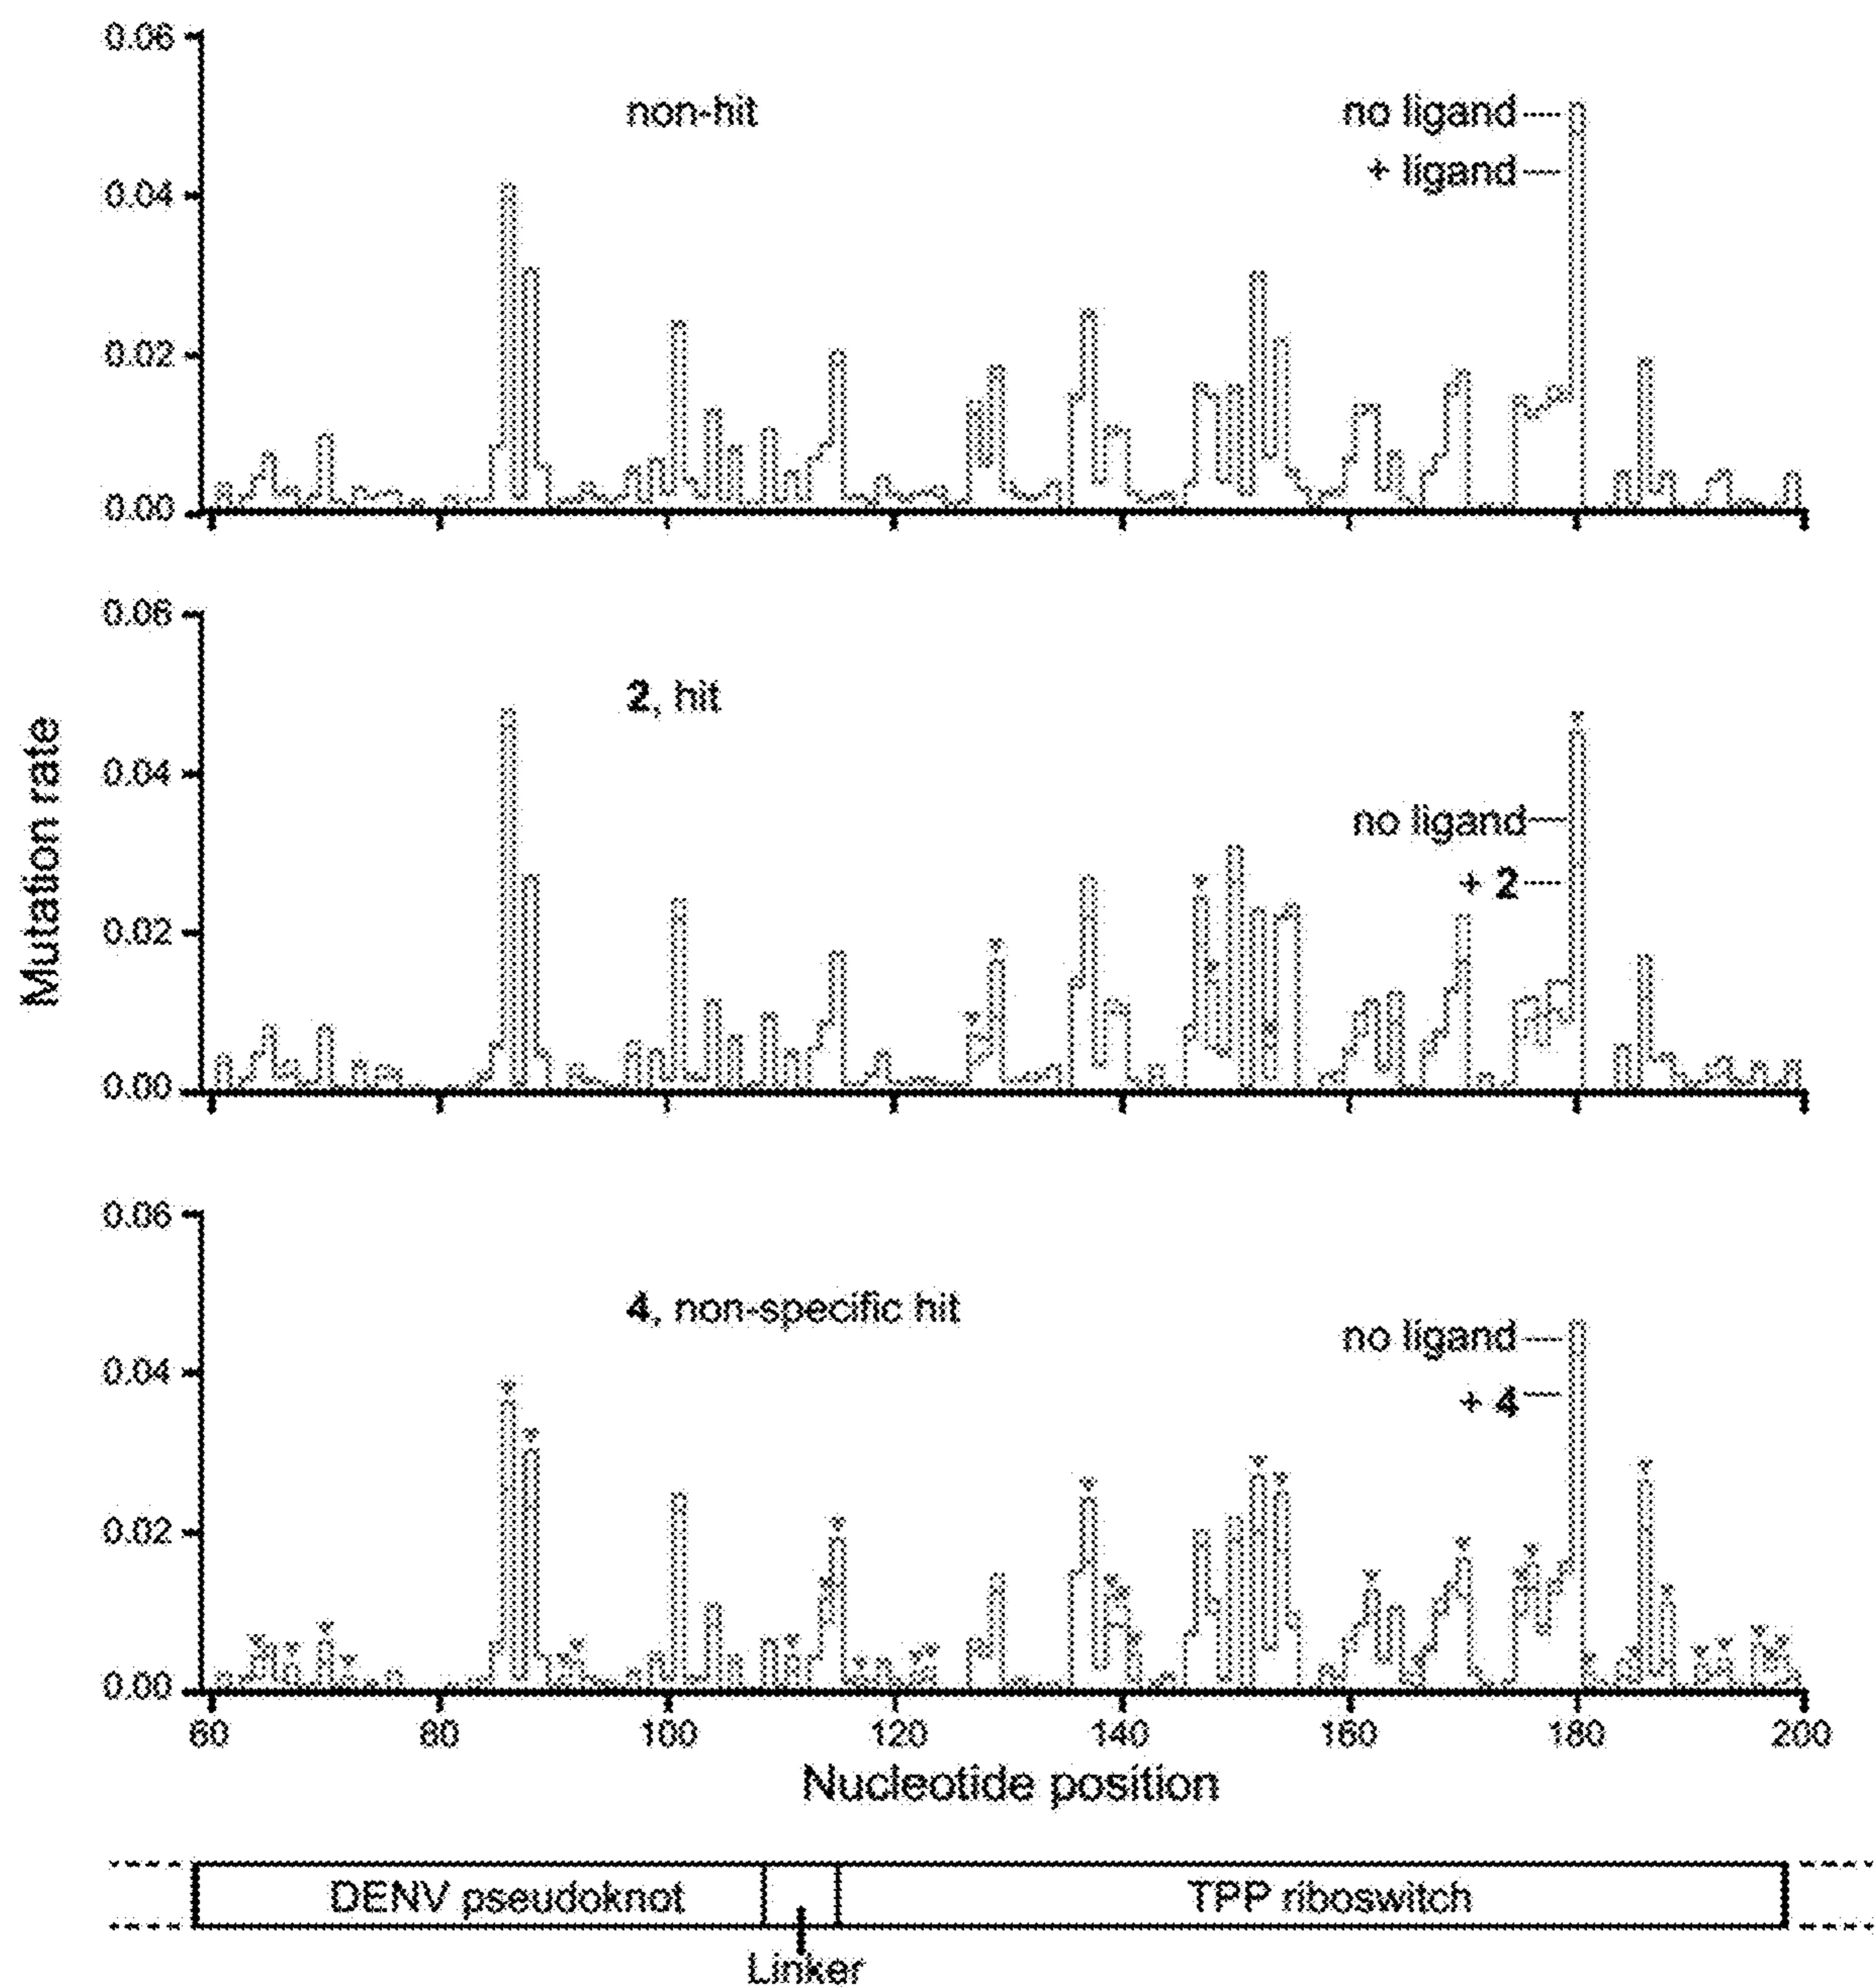 0.06
non-hit
no ligand
+ ligand
0.04
0.02
0.00
0.06
2, hit
0.04
no ligand
+ 2
0.02
0.00
Mutation rate
0.06
4, non-specific hit
no ligand
+ 4
0.04
0.02
0.00
60 80 100 120 140 160 180 200
Nucleotide position
DENV pseudoknot TPP riboswitch
Linker